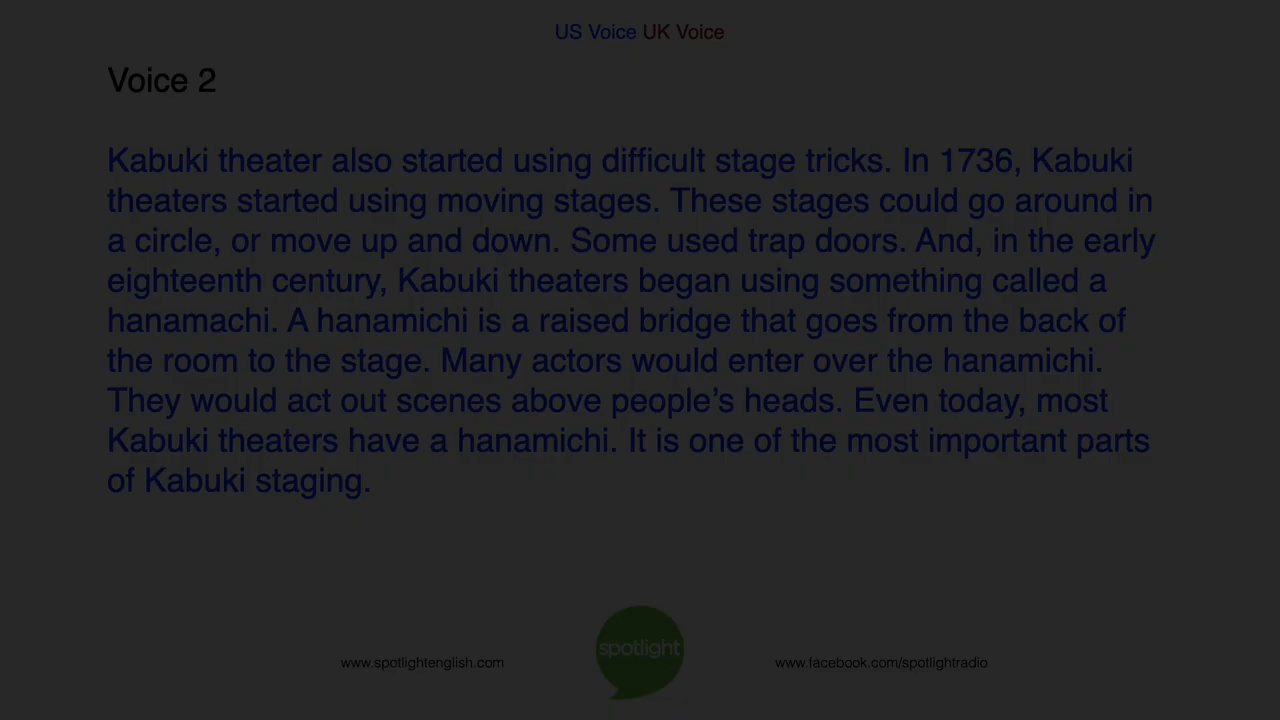 US Voice UK Voice
Voice 2
Kabuki theater also started using difficult stage tricks. In 1736, Kabuki
theaters started using moving stages. These stages could go around in
a circle, or move up and down. Some used trap doors. And, in the early
eighteenth century, Kabuki theaters began using something called a
hanamachi. A hanamichi is a raised bridge that goes from the back of
the room to the stage. Many actors would enter over the hanamichi.
They would act out scenes above people's heads. Even today, most
Kabuki theaters have a hanamichi. It is one of the most important parts
of Kabuki staging.
spotlight
www.spotlightenglish.com
www.facebook.com/spotlightradio